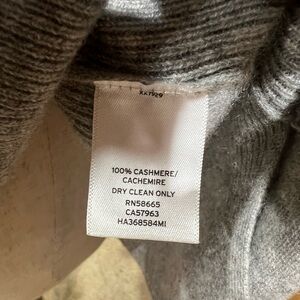 100% CASHMERE/
CACHEMIRE
DRY CLEAN ONLY
RN58665
CA57963
HA368584MI